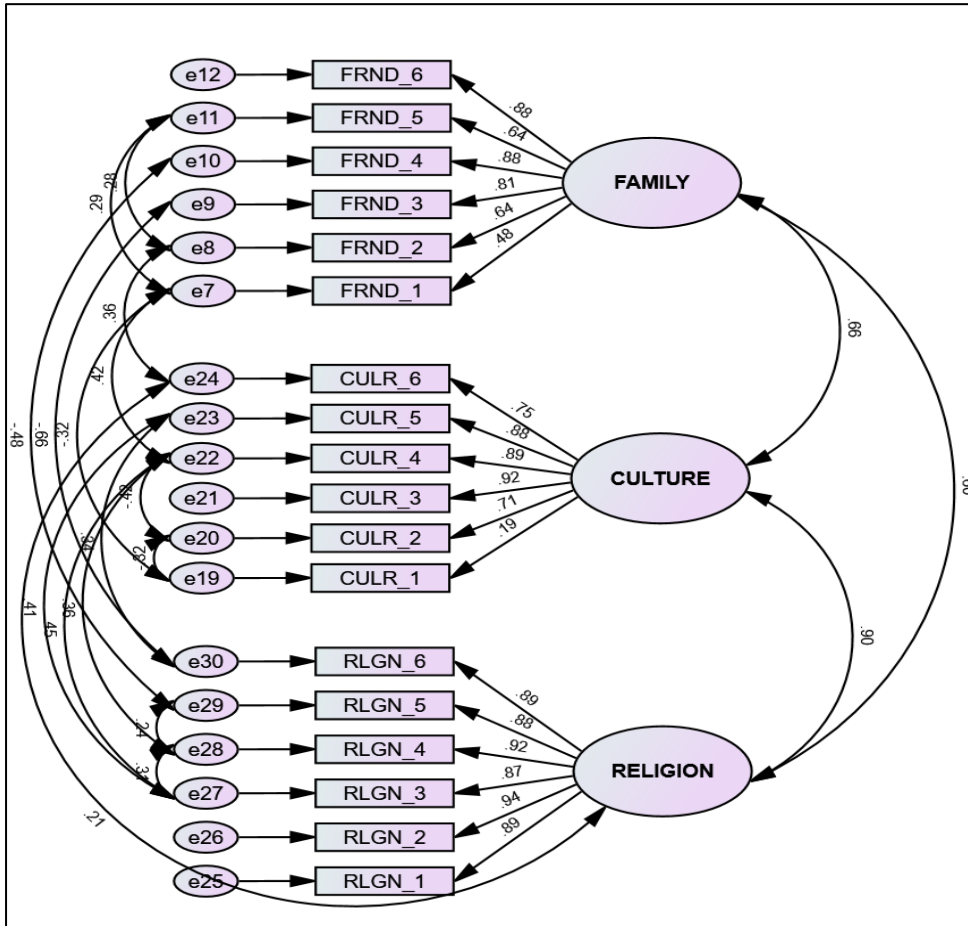 e12 FRND_6 .88
e11 FRND_5 .64
e10 FRND_4 .88
e9 FRND_3 .81
e8 FRND_2 .64
e7 FRND_1 .48
FAMILY
.28
.29
.36
.42
.66
e24 CULR_6 .75
e23 CULR_5 .88
e22 CULR_4 .89
e21 CULR_3 .92
e20 CULR_2 .71
e19 CULR_1 .19
CULTURE
-.48
-.66
-.32
.41
.45
.36
.90
e30 RLGN_6 .89
e29 RLGN_5 .88
e28 RLGN_4 .92
e27 RLGN_3 .87
e26 RLGN_2 .94
e25 RLGN_1 .89
RELIGION
.24
.21